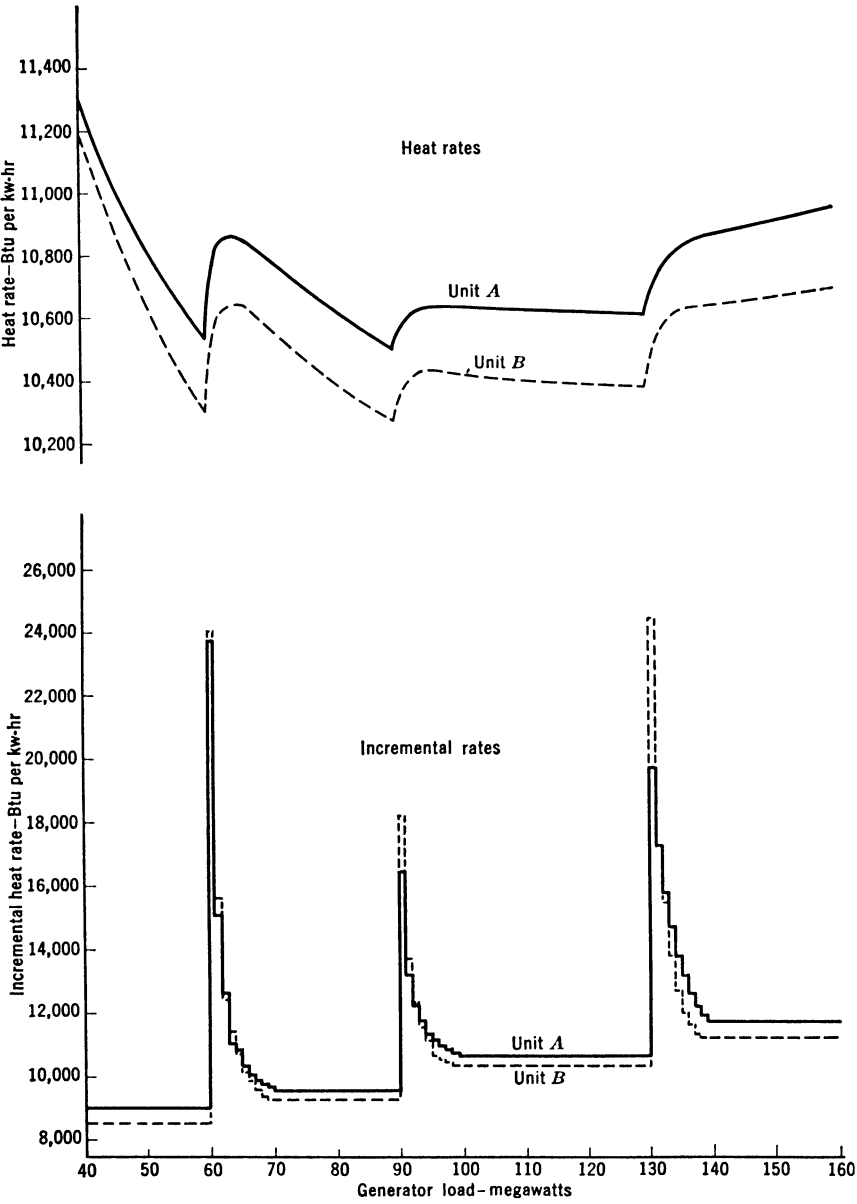 11,400
11,200
11,000
10,800
10,600
10,400
10,200
Heat rate–Btu per kw-hr
Heat rates
Unit A
Unit B
26,000
24,000
22,000
20,000
18,000
16,000
14,000
12,000
10,000
8,000
Incremental heat rate–Btu per kw-hr
Incremental rates
Unit A
Unit B
40 50 60 70 80 90 100 110 120 130 140 150 160
Generator load–megawatts